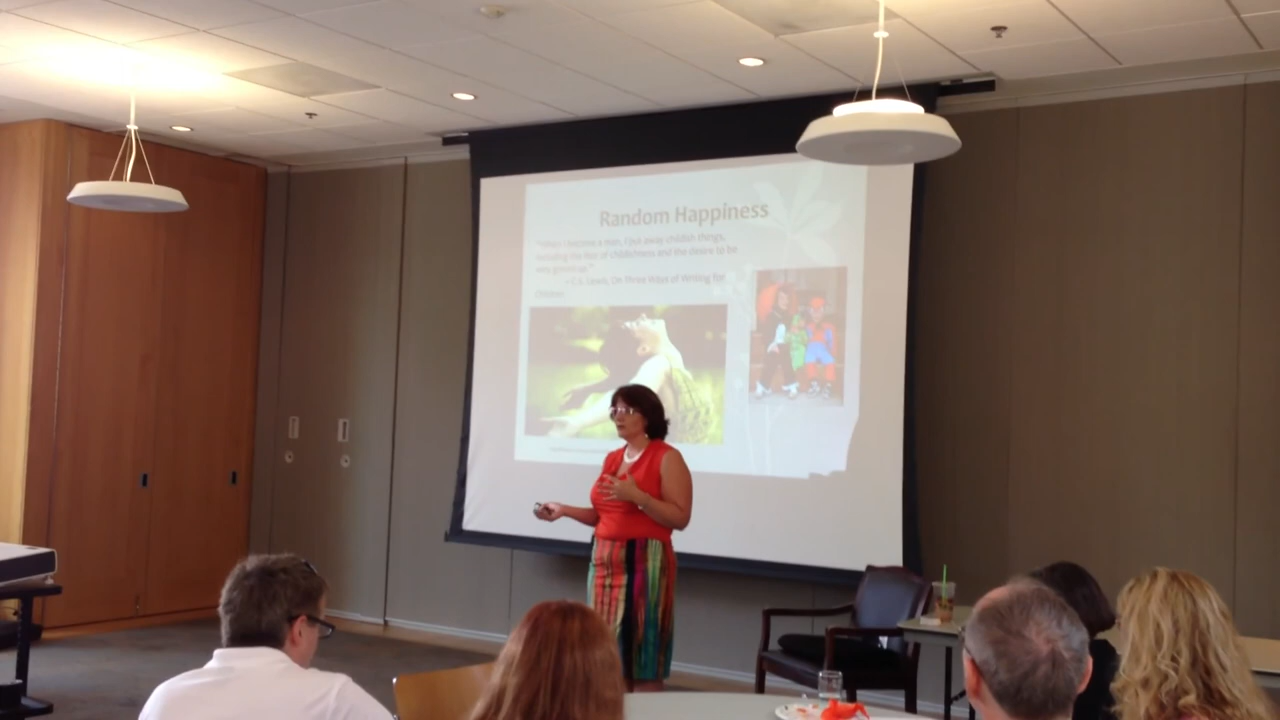 Random Happiness
"When I became a man, I put away childish things,
including the fear of childishness and the desire to be
very grown up."
– C.S. Lewis, On Three Ways of Writing for
Children